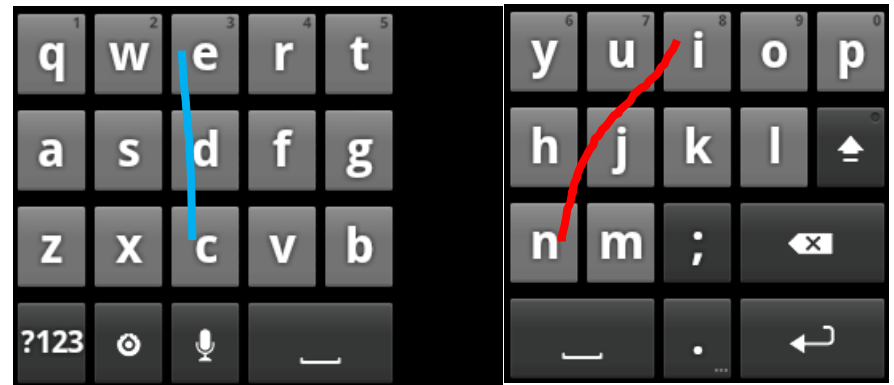 1 2 3 4 5 6 7 8 9 0
q w e r t y u i o p
a s d f g h j k l
z x c v b n m ;
?123 . ...